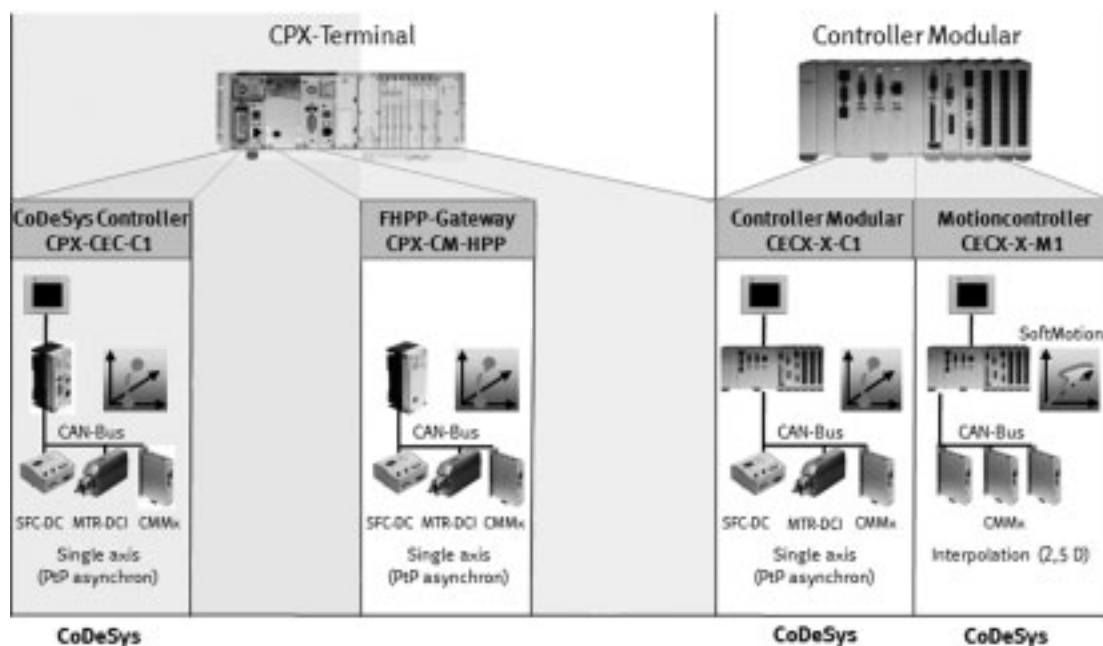 CPX-Terminal
Controller Modular
CoDeSys Controller
CPX-CEC-C1
FHPP-Gateway
CPX-CM-HPP
Controller Modular
CECX-X-C1
Motioncontroller
CECX-X-M1
SoftMotion
CAN-Bus
CAN-Bus
CAN-Bus
CAN-Bus
SFC-DC MTR-DCI CMMx
SFC-DC MTR-DCI CMMx
SFC-DC MTR-DCI CMMx
CMMx
Single axis
(PtP asynchron)
Single axis
(PtP asynchron)
Single axis
(PtP asynchron)
Interpolation (2,5 D)
CoDeSys
CoDeSys
CoDeSys